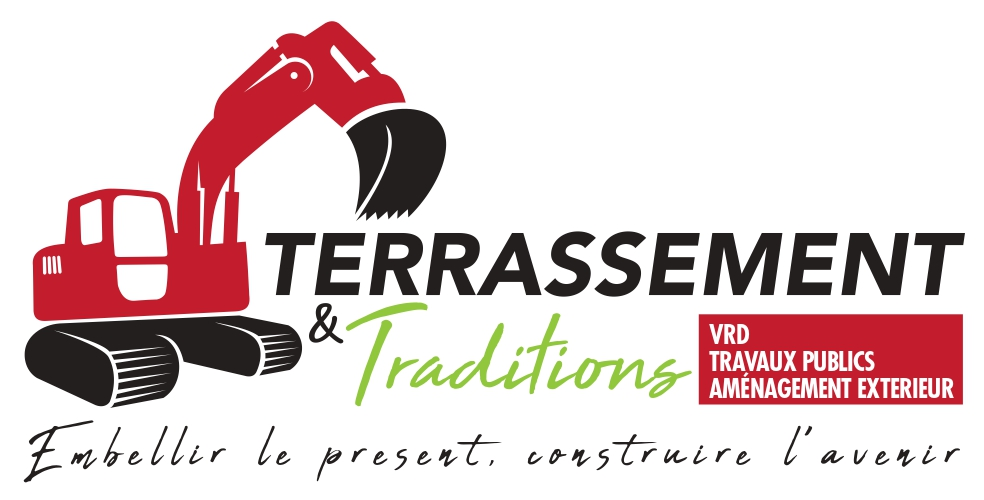 TERRASSEMENT
& Traditions
VRD
TRAVAUX PUBLICS
AMÉNAGEMENT EXTERIEUR
Embellir le present, construire l'avenir